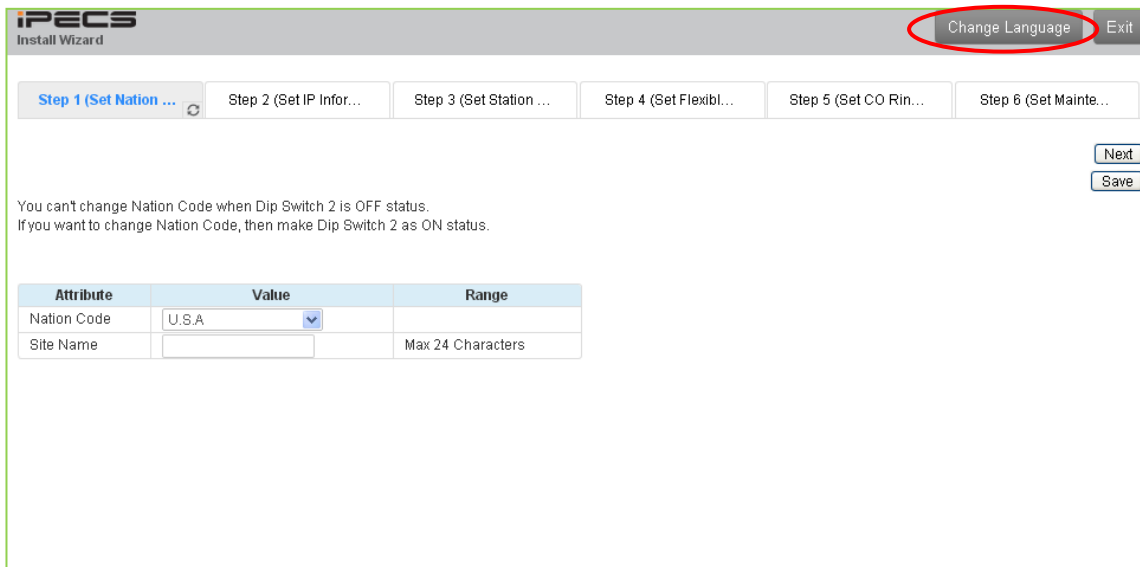 iPECS
Install Wizard
Change Language
Exit
Step 1 (Set Nation ...
Step 2 (Set IP Infor...
Step 3 (Set Station ...
Step 4 (Set Flexibl...
Step 5 (Set CO Rin...
Step 6 (Set Mainte...
Next
Save
You can't change Nation Code when Dip Switch 2 is OFF status.
If you want to change Nation Code, then make Dip Switch 2 as ON status.
Attribute Value Range
Nation Code U.S.A
Site Name Max 24 Characters